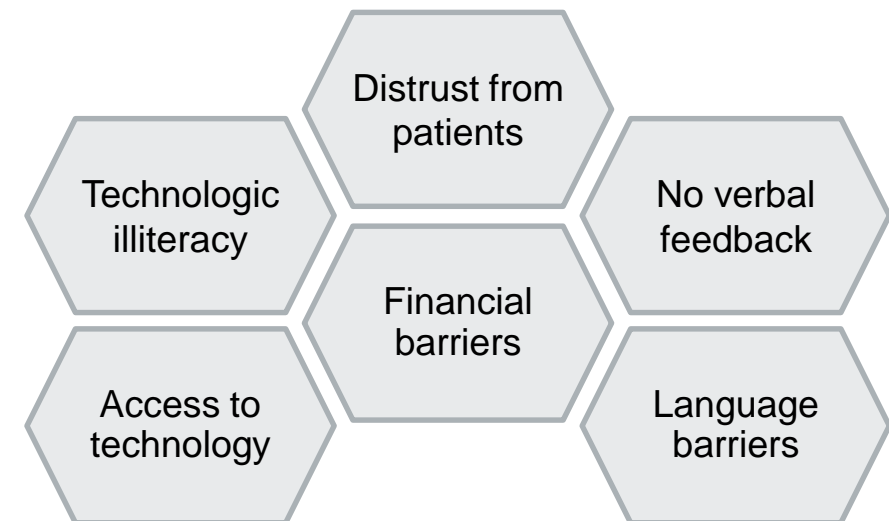 Distrust from
patients
Technologic
illiteracy
No verbal
feedback
Financial
barriers
Access to
technology
Language
barriers